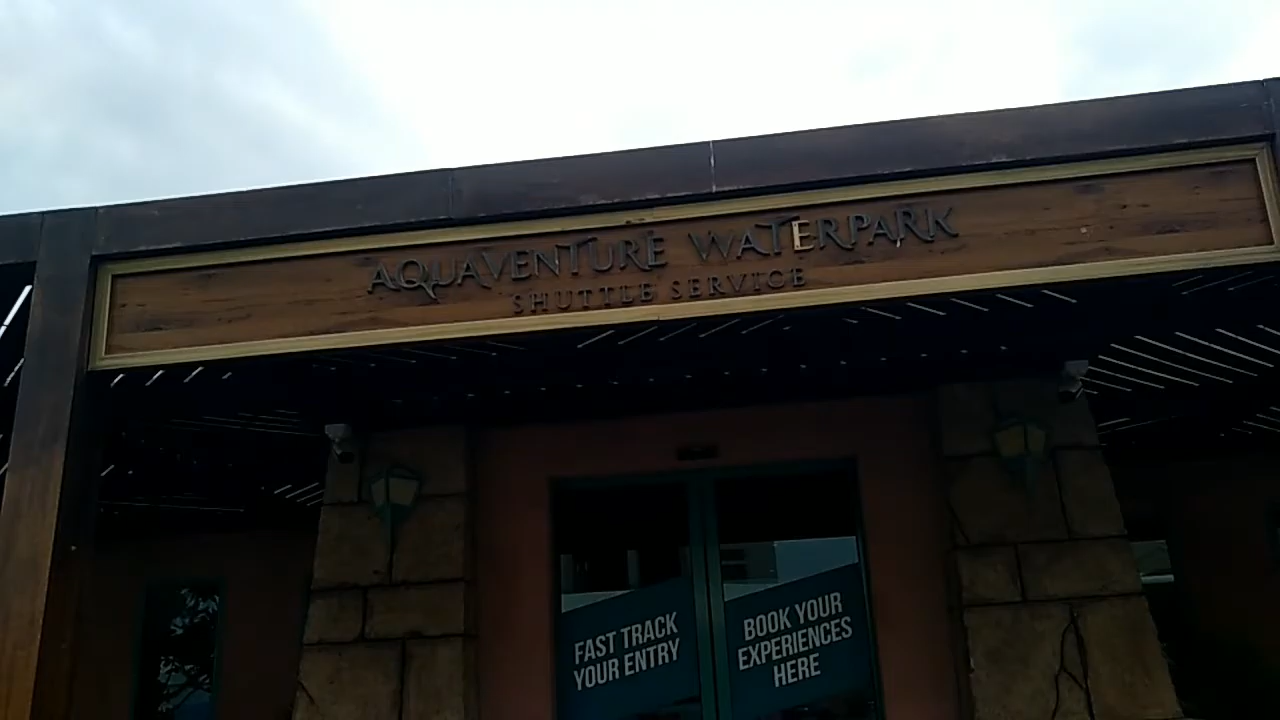 AQUAVENTURE WATERPARK
SHUTTLE SERVICE
FAST TRACK
YOUR ENTRY
BOOK YOUR
EXPERIENCES
HERE